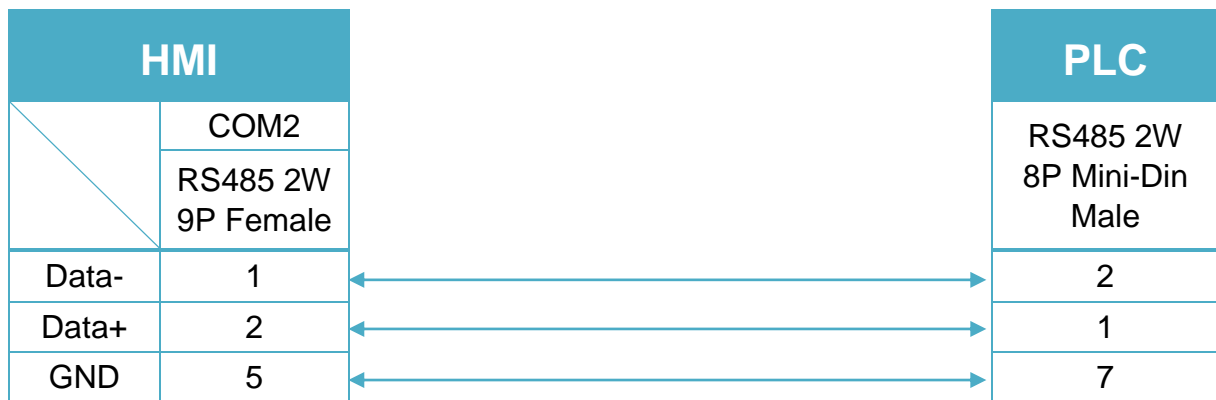 HMI
PLC
COM2
RS485 2W
9P Female
RS485 2W
8P Mini-Din
Male
Data- 1 2
Data+ 2 1
GND 5 7